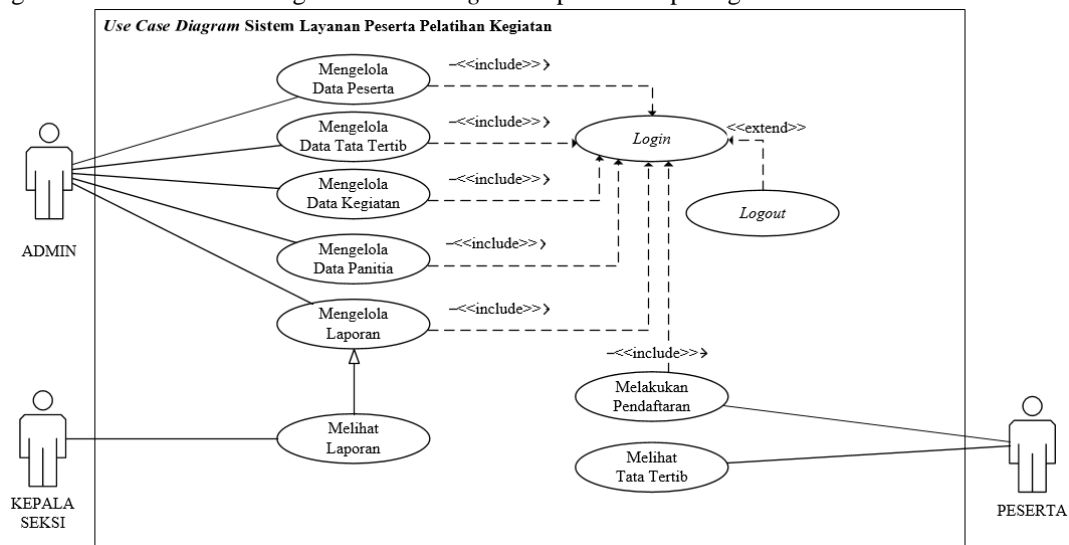 Use Case Diagram Sistem Layanan Peserta Pelatihan Kegiatan
Mengelola
Data Peserta
-<<include>>
Mengelola
Data Tata Tertib
-<<include>>
Login
<<extend>>
Mengelola
Data Kegiatan
-<<include>>
Logout
ADMIN
Mengelola
Data Panitia
-<<include>>
Mengelola
Laporan
-<<include>>
-<<include>>
Melakukan
Pendaftaran
Melihat
Laporan
Melihat
Tata Tertib
KEPALA
SEKSI
PESERTA